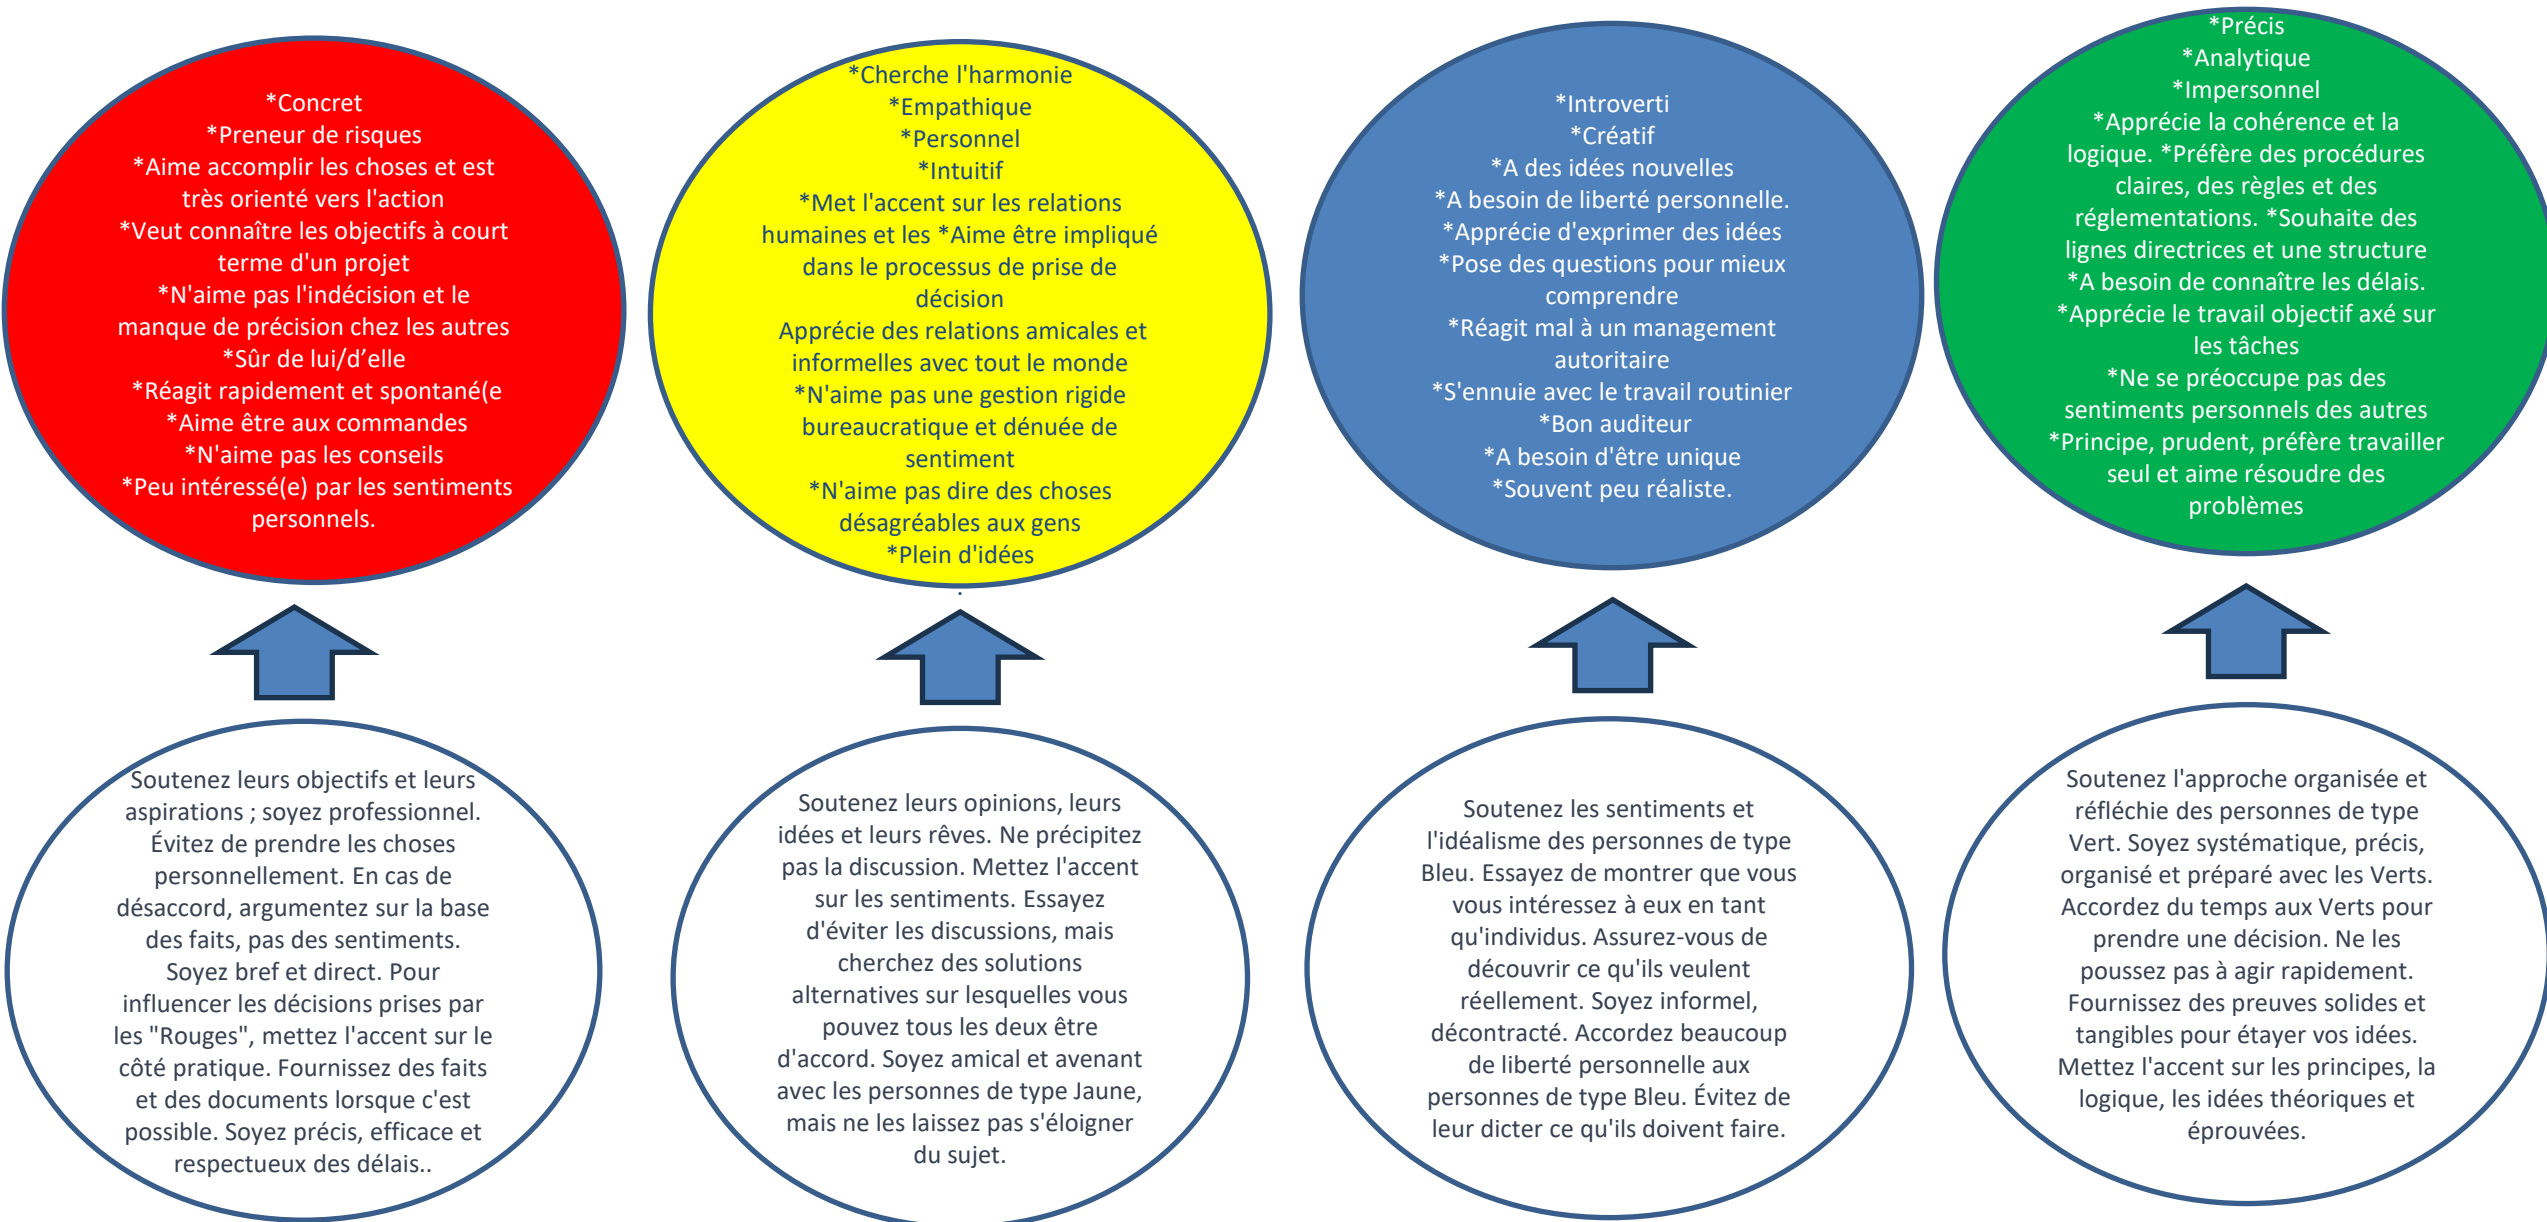 *Concret
*Preneur de risques
*Aime accomplir les choses et est
très orienté vers l'action
*Veut connaître les objectifs à court
terme d'un projet
*N'aime pas l'indécision et le
manque de précision chez les autres
*Sûr de lui/d’elle
*Réagit rapidement et spontané(e
*Aime être aux commandes
*N'aime pas les conseils
*Peu intéressé(e) par les sentiments
personnels.
*Cherche l'harmonie
*Empathique
*Personnel
*Intuitif
*Met l'accent sur les relations
humaines et les *Aime être impliqué
dans le processus de prise de
décision
Apprécie des relations amicales et
informelles avec tout le monde
*N'aime pas une gestion rigide
bureaucratique et dénuée de
sentiment
*N'aime pas dire des choses
désagréables aux gens
*Plein d'idées
.
*Introverti
*Créatif
*A des idées nouvelles
*A besoin de liberté personnelle.
*Apprécie d'exprimer des idées
*Pose des questions pour mieux
comprendre
*Réagit mal à un management
autoritaire
*S'ennuie avec le travail routinier
*Bon auditeur
*A besoin d'être unique
*Souvent peu réaliste.
*Précis
*Analytique
*Impersonnel
*Apprécie la cohérence et la
logique. *Préfère des procédures
claires, des règles et des
réglementations. *Souhaite des
lignes directrices et une structure
*A besoin de connaître les délais.
*Apprécie le travail objectif axé sur
les tâches
*Ne se préoccupe pas des
sentiments personnels des autres
*Principe, prudent, préfère travailler
seul et aime résoudre des
problèmes
Soutenez leurs objectifs et leurs
aspirations ; soyez professionnel.
Évitez de prendre les choses
personnellement. En cas de
désaccord, argumentez sur la base
des faits, pas des sentiments.
Soyez bref et direct. Pour
influencer les décisions prises par
les "Rouges", mettez l'accent sur le
côté pratique. Fournissez des faits
et des documents lorsque c'est
possible. Soyez précis, efficace et
respectueux des délais..
Soutenez leurs opinions, leurs
idées et leurs rêves. Ne précipitez
pas la discussion. Mettez l'accent
sur les sentiments. Essayez
d'éviter les discussions, mais
cherchez des solutions
alternatives sur lesquelles vous
pouvez tous les deux être
d'accord. Soyez amical et avenant
avec les personnes de type Jaune,
mais ne les laissez pas s'éloigner
du sujet.
Soutenez les sentiments et
l'idéalisme des personnes de type
Bleu. Essayez de montrer que vous
vous intéressez à eux en tant
qu'individus. Assurez-vous de
découvrir ce qu'ils veulent
réellement. Soyez informel,
décontracté. Accordez beaucoup
de liberté personnelle aux
personnes de type Bleu. Évitez de
leur dicter ce qu'ils doivent faire.
Soutenez l'approche organisée et
réfléchie des personnes de type
Vert. Soyez systématique, précis,
organisé et préparé avec les Verts.
Accordez du temps aux Verts pour
prendre une décision. Ne les
poussez pas à agir rapidement.
Fournissez des preuves solides et
tangibles pour étayer vos idées.
Mettez l'accent sur les principes, la
logique, les idées théoriques et
éprouvées.